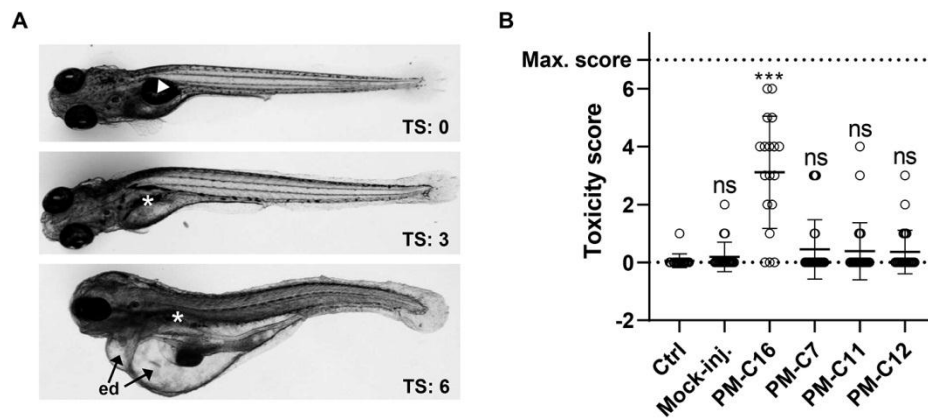 A
TS: 0
*
TS: 3
*
ed
TS: 6
B
Toxicity score
Max. score
6
4
2
0
-2
ns
***
ns
ns
ns
Ctrl
Mock-inj.
PM-C16
PM-C7
PM-C11
PM-C12